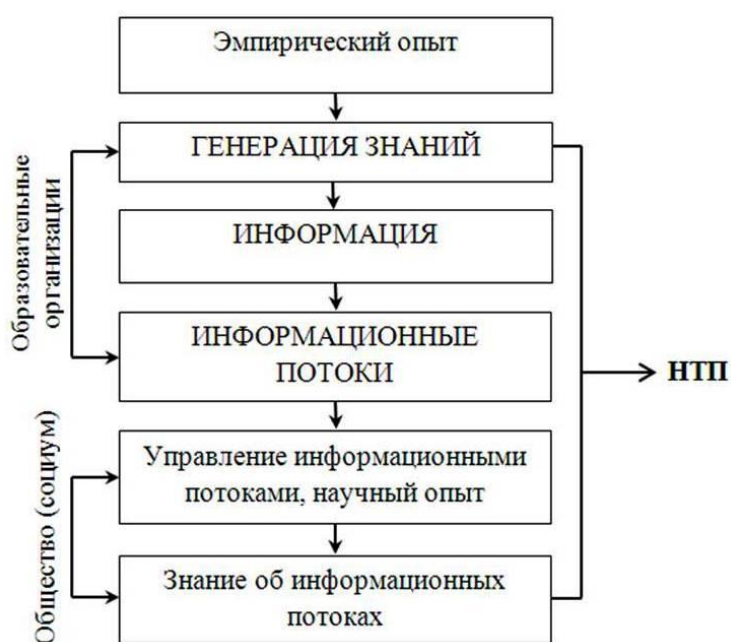 Эмпирический опыт
ГЕНЕРАЦИЯ ЗНАНИЙ
ИНФОРМАЦИЯ
ИНФОРМАЦИОННЫЕ
ПОТОКИ
Управление информационными
потоками, научный опыт
Знание об информационных
потоках
Образовательные
организации
Общество (социум)
НТП